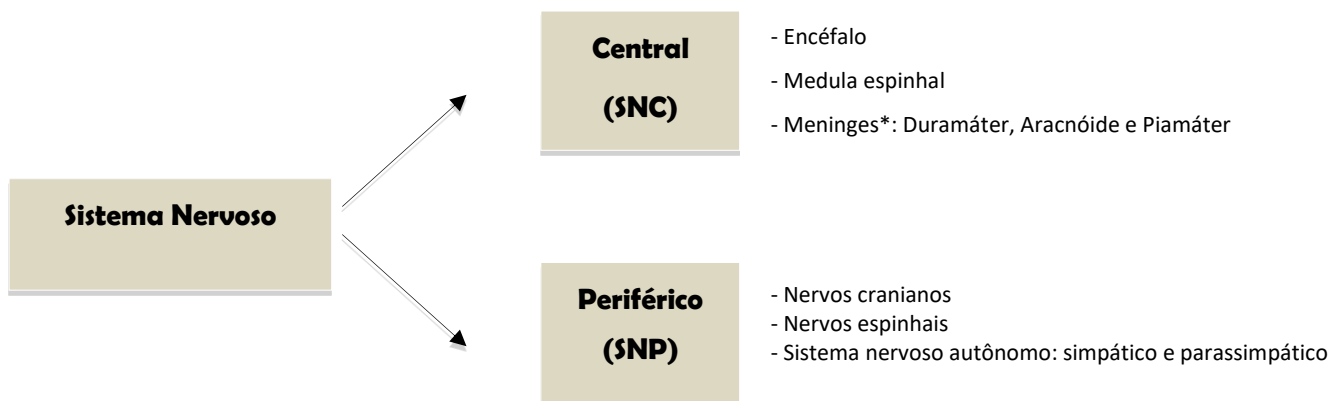 Sistema Nervoso
Central
(SNC)
- Encéfalo
- Medula espinhal
- Meninges*: Duramáter, Aracnóide e Piamáter
Periférico
(SNP)
- Nervos cranianos
- Nervos espinhais
- Sistema nervoso autônomo: simpático e parassimpático